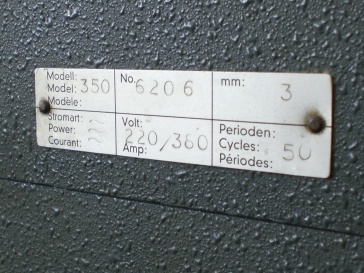 Modell:
Model: 350
Modèle:
No. 6206
mm: 3
Stromart:
Power:
Courant:
Volt:
220/380
Amp:
Perioden:
Cycles: 50
Périodes: